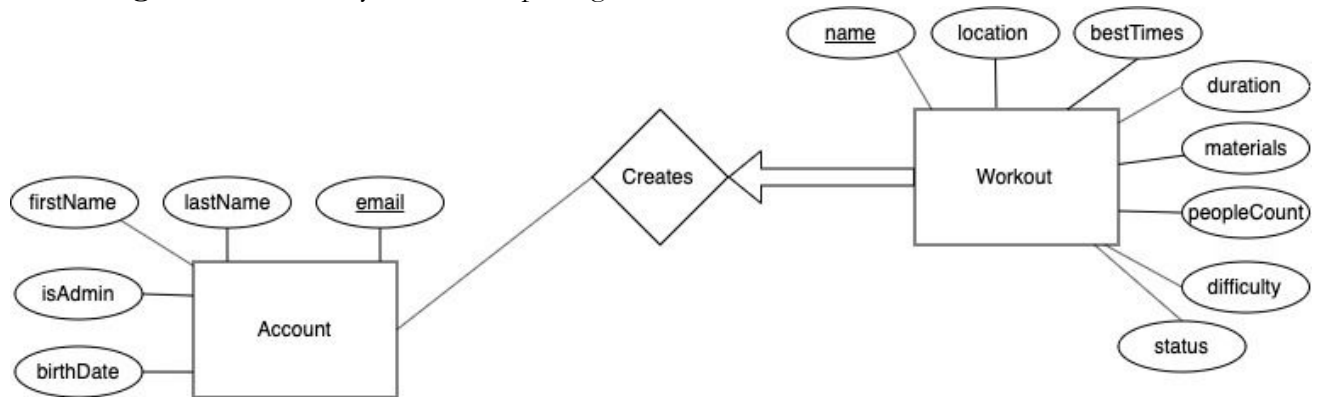 name
location
bestTimes
duration
materials
peopleCount
difficulty
status
Workout
Creates
firstName
lastName
email
isAdmin
birthDate
Account